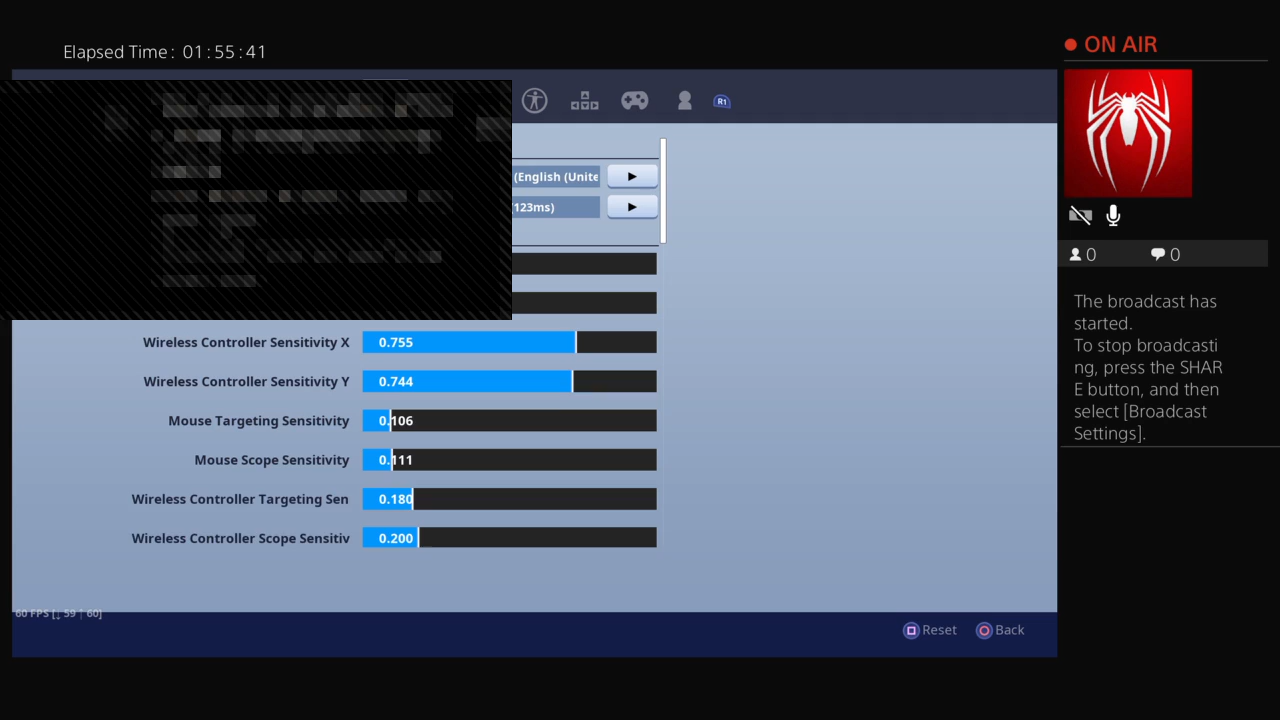 Elapsed Time: 01:55:41
ON AIR
R1
(English (Unite
123ms)
0
0
The broadcast has
started.
To stop broadcasti
ng, press the SHAR
E button, and then
select [Broadcast
Settings].
Wireless Controller Sensitivity X
0.755
Wireless Controller Sensitivity Y
0.744
Mouse Targeting Sensitivity
0.106
Mouse Scope Sensitivity
0.111
Wireless Controller Targeting Sen
0.180
Wireless Controller Scope Sensitiv
0.200
60 FPS [↓ 59 ↑ 60]
Reset
Back